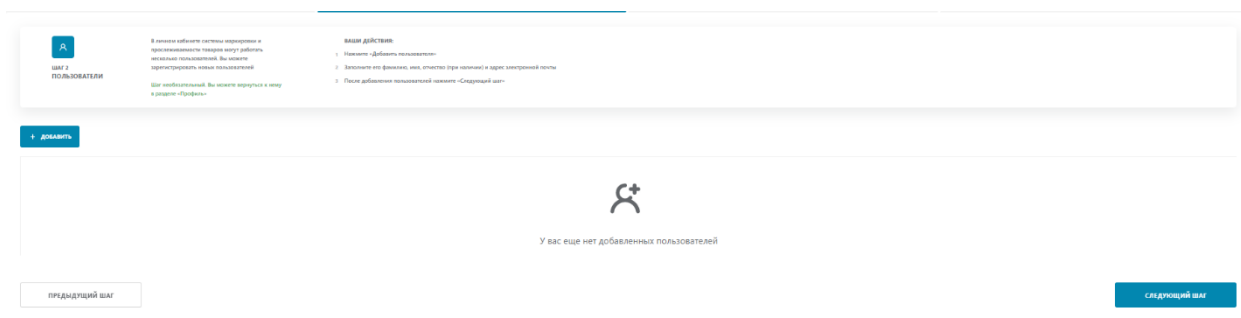 ШАГ 2
ПОЛЬЗОВАТЕЛИ
В личном кабинете системы маркировки и
прослеживаемости товаров могут работать
несколько пользователей. Вы можете
зарегистрировать новых пользователей
Шаг необязательный. Вы можете вернуться к нему
в разделе «Профиль»
ВАШИ ДЕЙСТВИЯ:
1. Нажмите «Добавить пользователя»
2. Заполните его фамилию, имя, отчество (при наличии) и адрес электронной почты
3. После добавления пользователей нажмите «Следующий шаг»
+ ДОБАВИТЬ
У вас еще нет добавленных пользователей
ПРЕДЫДУЩИЙ ШАГ
СЛЕДУЮЩИЙ ШАГ